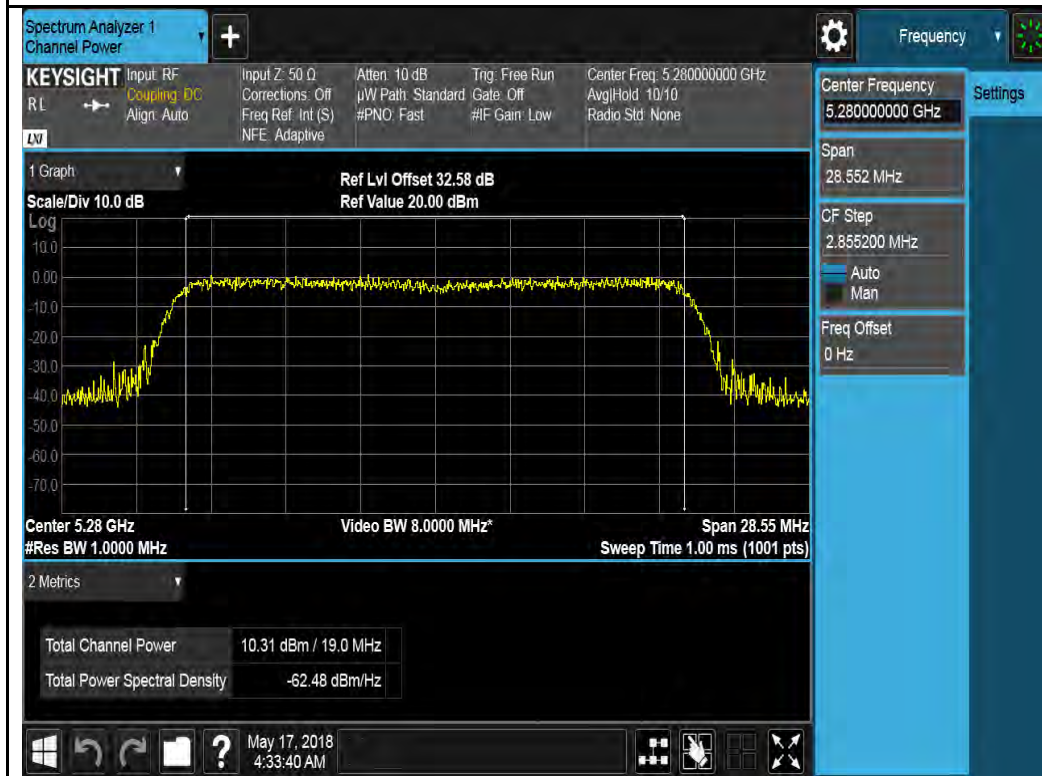 Spectrum Analyzer 1
Channel Power
+
Frequency
KEYSIGHT
RL
LXI
Input: RF
Coupling: DC
Align: Auto
Input Z: 50 Ω
Corrections: Off
Freq Ref: Int (S)
NFE: Adaptive
Atten: 10 dB
µW Path: Standard
#PNO: Fast
Trig: Free Run
Gate: Off
#IF Gain: Low
Center Freq: 5.280000000 GHz
Avg|Hold: 10/10
Radio Std: None
Center Frequency
5.280000000 GHz
Settings
Span
28.552 MHz
CF Step
2.855200 MHz
Auto
Man
Freq Offset
0 Hz
1 Graph
Scale/Div 10.0 dB
Ref Lvl Offset 32.58 dB
Ref Value 20.00 dBm
Log
10.0
0.00
-10.0
-20.0
-30.0
-40.0
-50.0
-60.0
-70.0
Center 5.28 GHz
Video BW 8.0000 MHz*
Span 28.55 MHz
#Res BW 1.0000 MHz
Sweep Time 1.00 ms (1001 pts)
2 Metrics
Total Channel Power 10.31 dBm / 19.0 MHz
Total Power Spectral Density -62.48 dBm/Hz
?
May 17, 2018
4:33:40 AM